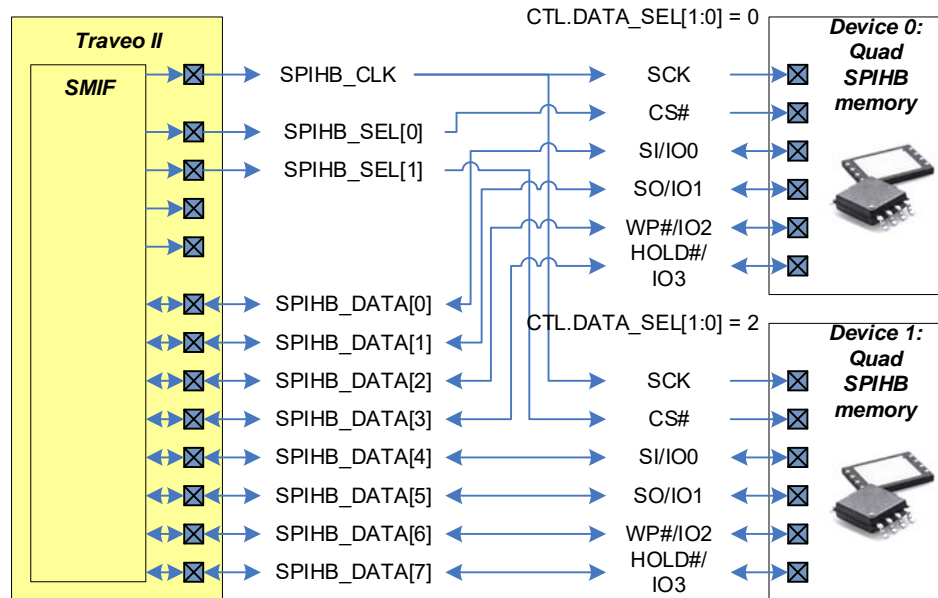 Traveo II
SMIF
SPIHB_CLK
SPIHB_SEL[0]
SPIHB_SEL[1]
SPIHB_DATA[0]
SPIHB_DATA[1]
SPIHB_DATA[2]
SPIHB_DATA[3]
SPIHB_DATA[4]
SPIHB_DATA[5]
SPIHB_DATA[6]
SPIHB_DATA[7]
CTL.DATA_SEL[1:0] = 0
SCK
CS#
SI/IO0
SO/IO1
WP#/IO2
HOLD#/
IO3
Device 0:
Quad
SPIHB
memory
CTL.DATA_SEL[1:0] = 2
SCK
CS#
SI/IO0
SO/IO1
WP#/IO2
HOLD#/
IO3
Device 1:
Quad
SPIHB
memory